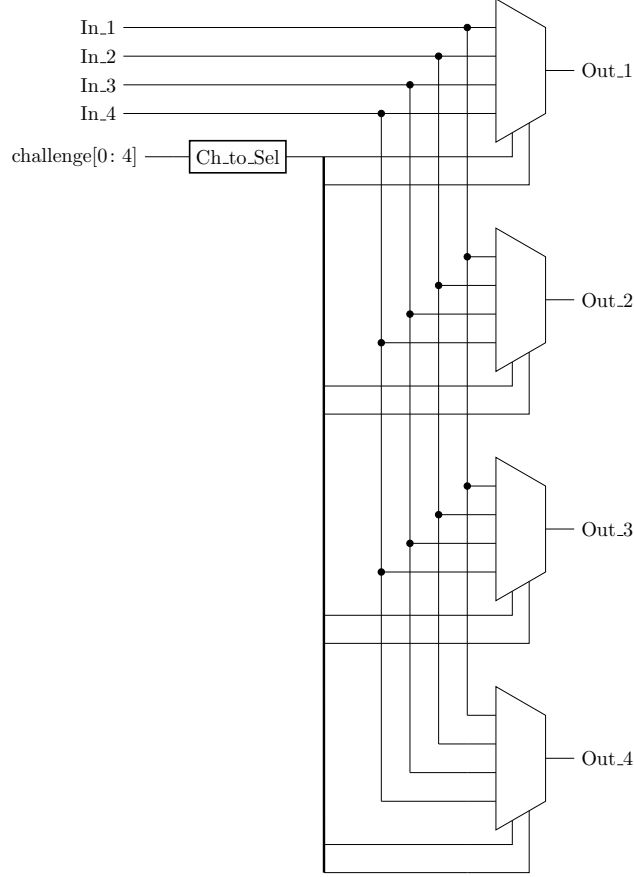 In_1
In_2
In_3
In_4
challenge[0: 4]
Ch_to_Sel
Out_1
Out_2
Out_3
Out_4